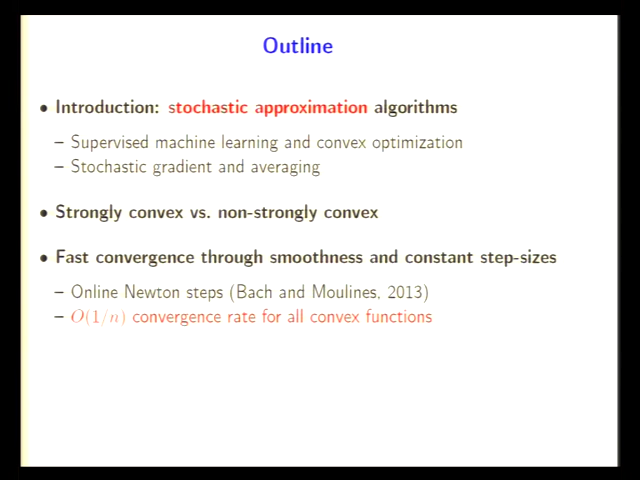 Outline
• Introduction: stochastic approximation algorithms
– Supervised machine learning and convex optimization
– Stochastic gradient and averaging
• Strongly convex vs. non-strongly convex
• Fast convergence through smoothness and constant step-sizes
– Online Newton steps (Bach and Moulines, 2013)
– O(1/n) convergence rate for all convex functions